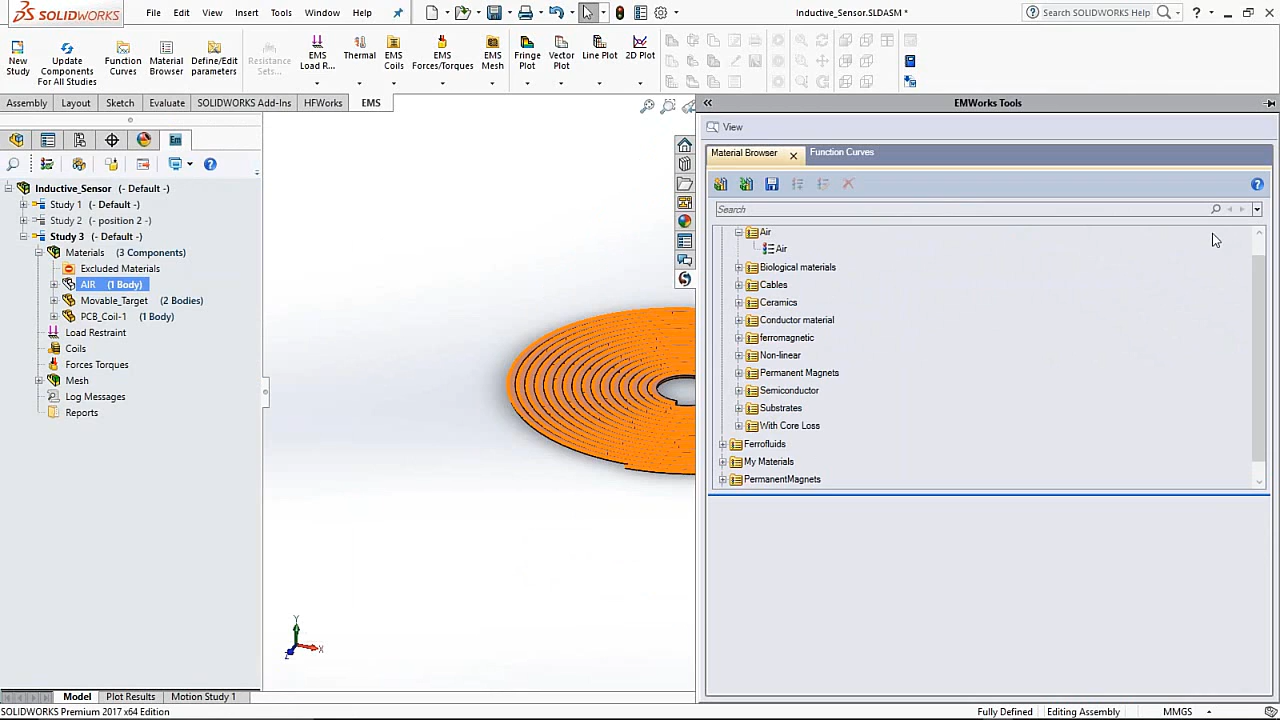 SOLIDWORKS File Edit View Insert Tools Window Help Inductive_Sensor.SLDASM * Search SOLIDWORKS Help
New Study
Update Components For All Studies
Function Curves
Material Browser
Define/Edit parameters
Resistance Sets...
EMS Load R...
Thermal
EMS Coils
EMS Forces/Torques
EMS Mesh
Fringe Plot
Vector Plot
Line Plot
2D Plot
Assembly Layout Sketch Evaluate SOLIDWORKS Add-Ins HFWorks EMS
Inductive_Sensor (- Default -)
Study 1 (- Default -)
Study 2 (- position 2 -)
Study 3 (- Default -)
Materials (3 Components)
Excluded Materials
AIR (1 Body)
Movable_Target (2 Bodies)
PCB_Coil-1 (1 Body)
Load Restraint
Coils
Forces Torques
Mesh
Log Messages
Reports
Y
X
Z
EMWorks Tools
View
Material Browser Function Curves
Search
Air
Air
Biological materials
Cables
Ceramics
Conductor material
ferromagnetic
Non-linear
Permanent Magnets
Semiconductor
Substrates
With Core Loss
Ferrofluids
My Materials
PermanentMagnets
Model Plot Results Motion Study 1
SOLIDWORKS Premium 2017 x64 Edition Fully Defined Editing Assembly MMGS